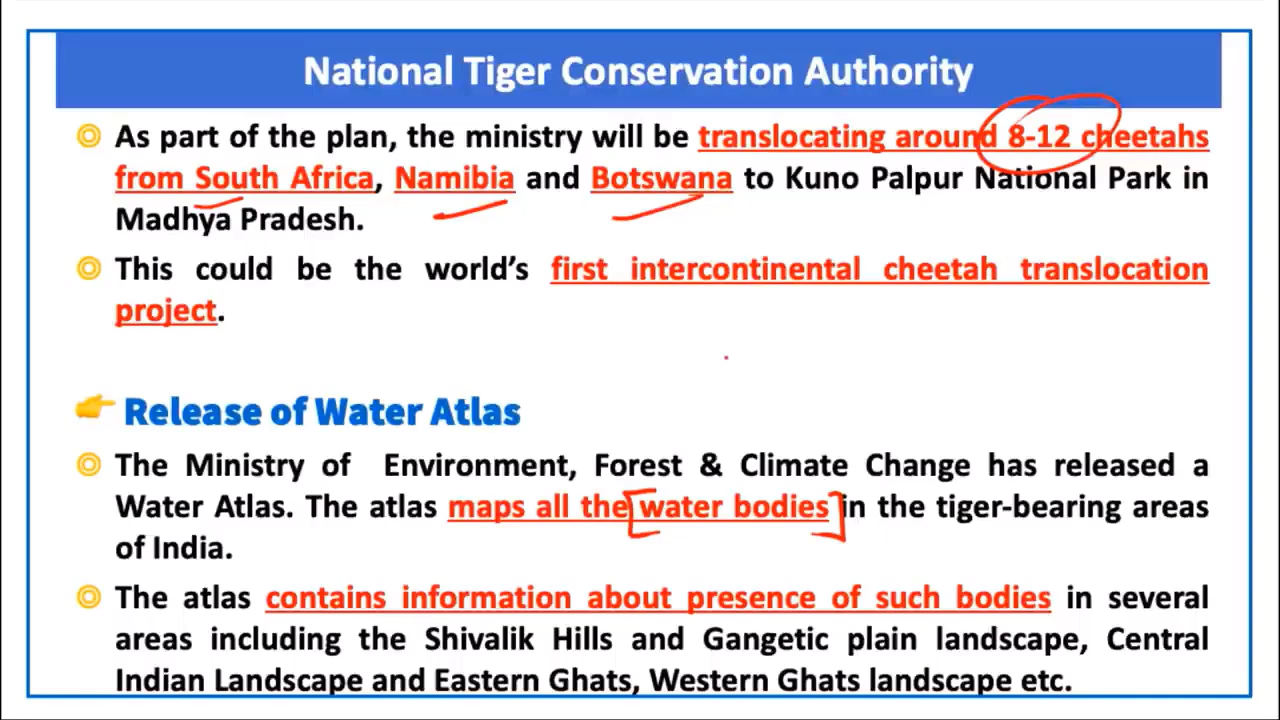 National Tiger Conservation Authority
As part of the plan, the ministry will be translocating around 8-12 cheetahs
from South Africa, Namibia and Botswana to Kuno Palpur National Park in
Madhya Pradesh.
This could be the world's first intercontinental cheetah translocation
project.
Release of Water Atlas
The Ministry of Environment, Forest & Climate Change has released a
Water Atlas. The atlas maps all the water bodies in the tiger-bearing areas
of India.
The atlas contains information about presence of such bodies in several
areas including the Shivalik Hills and Gangetic plain landscape, Central
Indian Landscape and Eastern Ghats, Western Ghats landscape etc.